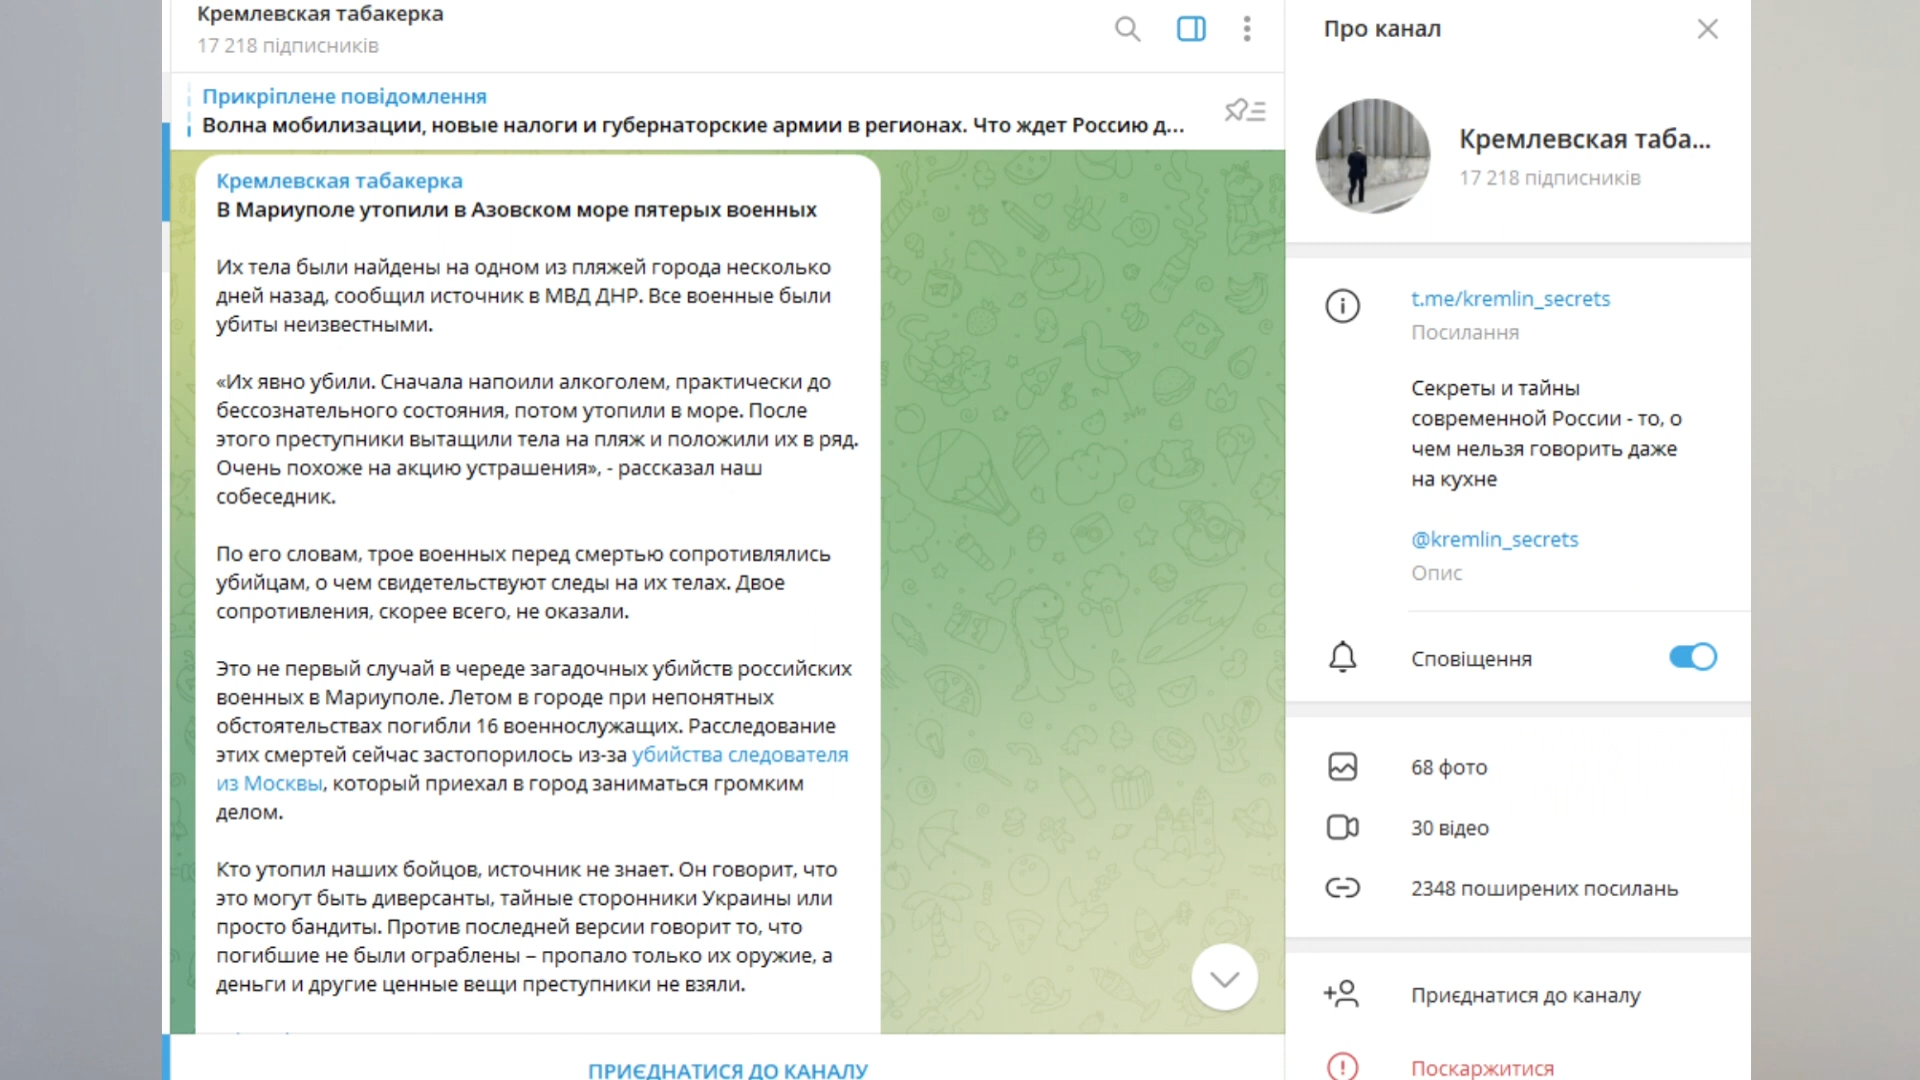 Кремлевская табакерка
17 218 підписників
Прикріплене повідомлення
Волна мобилизации, новые налоги и губернаторские армии в регионах. Что ждет Россию д...
Кремлевская табакерка
В Мариуполе утопили в Азовском море пятерых военных
Их тела были найдены на одном из пляжей города несколько
дней назад, сообщил источник в МВД ДНР. Все военные были
убиты неизвестными.
«Их явно убили. Сначала напоили алкоголем, практически до
бессознательного состояния, потом утопили в море. После
этого преступники вытащили тела на пляж и положили их в ряд.
Очень похоже на акцию устрашения», - рассказал наш
собеседник.
По его словам, трое военных перед смертью сопротивлялись
убийцам, о чем свидетельствуют следы на их телах. Двое
сопротивления, скорее всего, не оказали.
Это не первый случай в череде загадочных убийств российских
военных в Мариуполе. Летом в городе при непонятных
обстоятельствах погибли 16 военнослужащих. Расследование
этих смертей сейчас застопорилось из-за убийства следователя
из Москвы, который приехал в город заниматься громким
делом.
Кто утопил наших бойцов, источник не знает. Он говорит, что
это могут быть диверсанты, тайные сторонники Украины или
просто бандиты. Против последней версии говорит то, что
погибшие не были ограблены – пропало только их оружие, а
деньги и другие ценные вещи преступники не взяли.
ПРИЄДНАТИСЯ ДО КАНАЛУ
Про канал
Кремлевская таба...
17 218 підписників
t.me/kremlin_secrets
Посилання
Секреты и тайны
современной России - то, о
чем нельзя говорить даже
на кухне
@kremlin_secrets
Опис
Сповіщення
68 фото
30 відео
2348 поширених посилань
Приєднатися до каналу
Поскаржитися